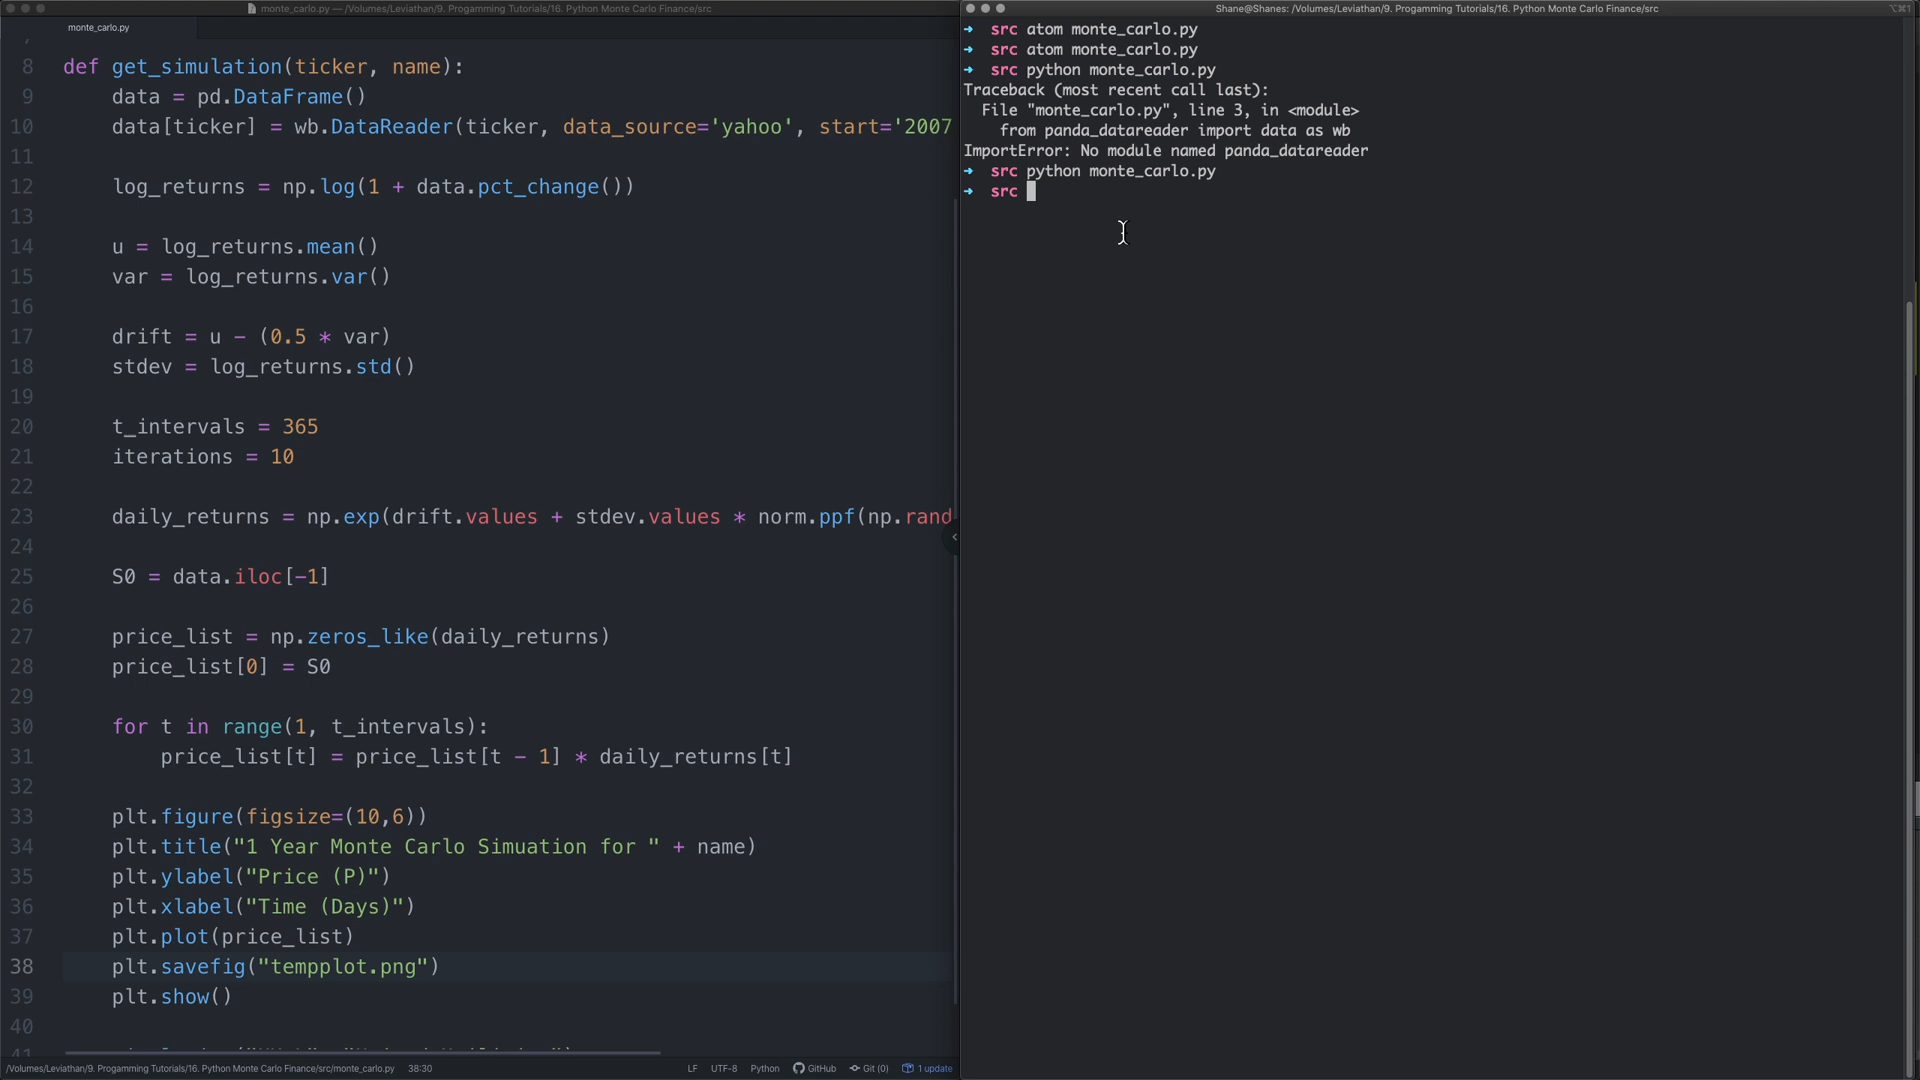 monte_carlo.py — /Volumes/Leviathan/9. Progamming Tutorials/16. Python Monte Carlo Finance/src
monte_carlo.py
8 def get_simulation(ticker, name):
9 data = pd.DataFrame()
10 data[ticker] = wb.DataReader(ticker, data_source='yahoo', start='2007
11
12 log_returns = np.log(1 + data.pct_change())
13
14 u = log_returns.mean()
15 var = log_returns.var()
16
17 drift = u - (0.5 * var)
18 stdev = log_returns.std()
19
20 t_intervals = 365
21 iterations = 10
22
23 daily_returns = np.exp(drift.values + stdev.values * norm.ppf(np.rand
24
25 S0 = data.iloc[-1]
26
27 price_list = np.zeros_like(daily_returns)
28 price_list[0] = S0
29
30 for t in range(1, t_intervals):
31 price_list[t] = price_list[t - 1] * daily_returns[t]
32
33 plt.figure(figsize=(10,6))
34 plt.title("1 Year Monte Carlo Simuation for " + name)
35 plt.ylabel("Price (P)")
36 plt.xlabel("Time (Days)")
37 plt.plot(price_list)
38 plt.savefig("tempplot.png")
39 plt.show()
40
41
/Volumes/Leviathan/9. Progamming Tutorials/16. Python Monte Carlo Finance/src/monte_carlo.py 38:30 LF UTF-8 Python GitHub Git (0) 1 update
Shane@Shanes: /Volumes/Leviathan/9. Progamming Tutorials/16. Python Monte Carlo Finance/src ⌥⌘1
➜ src atom monte_carlo.py
➜ src atom monte_carlo.py
➜ src python monte_carlo.py
Traceback (most recent call last):
File "monte_carlo.py", line 3, in <module>
from panda_datareader import data as wb
ImportError: No module named panda_datareader
➜ src python monte_carlo.py
➜ src